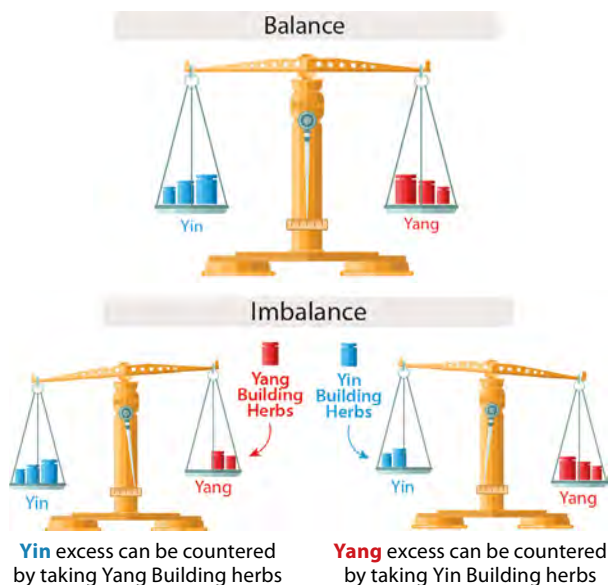 Balance
Yin
Yang
Imbalance
Yang
Building
Herbs
Yin
Building
Herbs
Yin
Yang
Yin
Yang
Yin excess can be countered
by taking Yang Building herbs
Yang excess can be countered
by taking Yin Building herbs